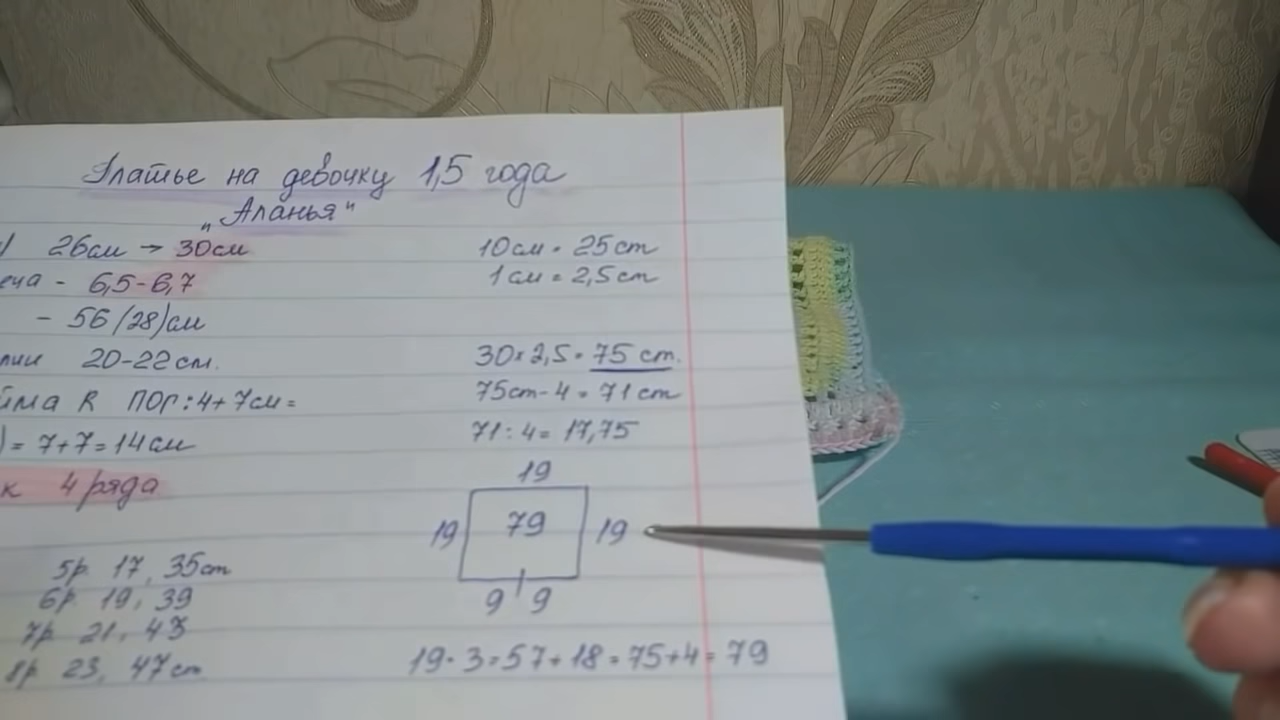 Платье на девочку 1,5 года
"Аланья"
26см → 30см
6,5-6,7
- 56 (28)см
20-22см.
R ПОГ: 4+7см =
) = 7+7=14см
к 4 ряда
5р. 17, 35ст
6р. 19, 39
7р. 21, 43
8р 23, 47ст
10см = 25ст
1см = 2,5ст
30×2,5 = 75 ст.
75ст-4 = 71ст
71:4= 17,75
19
19 79 19
9 9
19·3=57+18=75+4=79